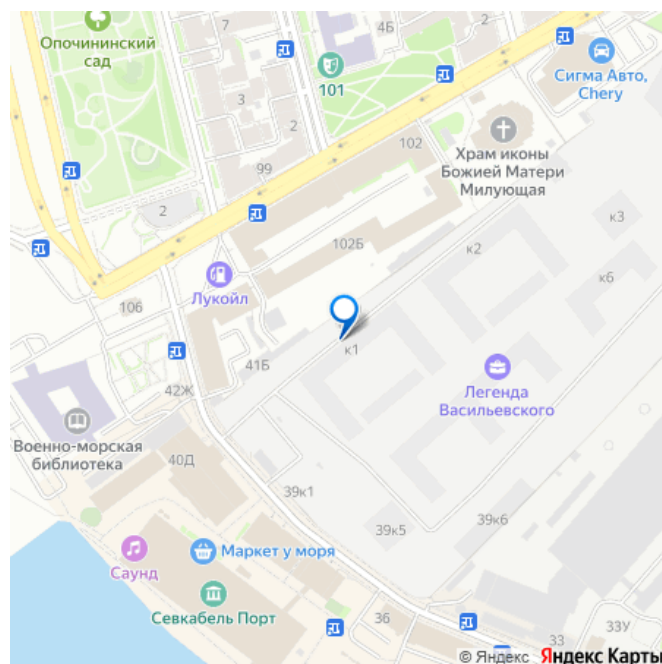 Опочининский
сад
7
4Б
3
101
2
Сигма Авто,
Chery
99
102
Храм иконы
Божией Матери
Милующая
2
к3
102Б
к2
к6
Лукойл
106
к1
41Б
Легенда
Васильевского
42Ж
Военно-морская
библиотека
40Д
39к1
39к5
39к6
Маркет у моря
Саунд
Севкабель Порт
36
33
33У
© Яндекс Яндекс Карты